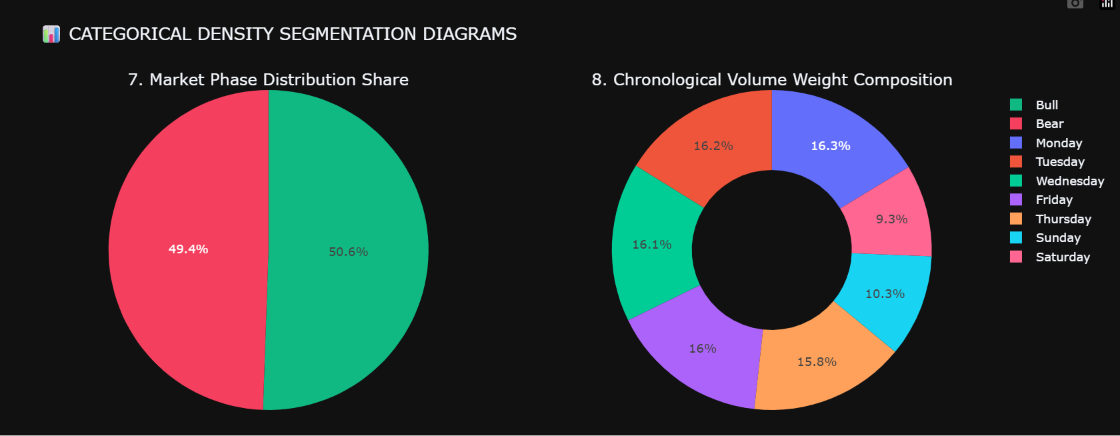 📊 CATEGORICAL DENSITY SEGMENTATION DIAGRAMS
7. Market Phase Distribution Share
49.4%
50.6%
8. Chronological Volume Weight Composition
16.2%
16.3%
9.3%
16.1%
10.3%
16%
15.8%
Bull
Bear
Monday
Tuesday
Wednesday
Friday
Thursday
Sunday
Saturday